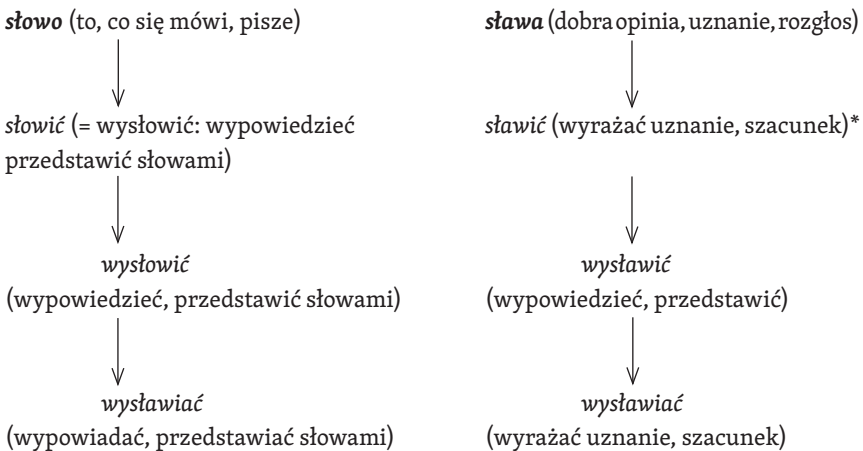 słowo (to, co się mówi, pisze)
sława (dobra opinia, uznanie, rozgłos)
słowić (= wysłowić: wypowiedzieć
przedstawić słowami)
sławić (wyrażać uznanie, szacunek)*
wysłowić
(wypowiedzieć, przedstawić słowami)
wysławić
(wypowiedzieć, przedstawić)
wysławiać
(wypowiadać, przedstawiać słowami)
wysławiać
(wyrażać uznanie, szacunek)